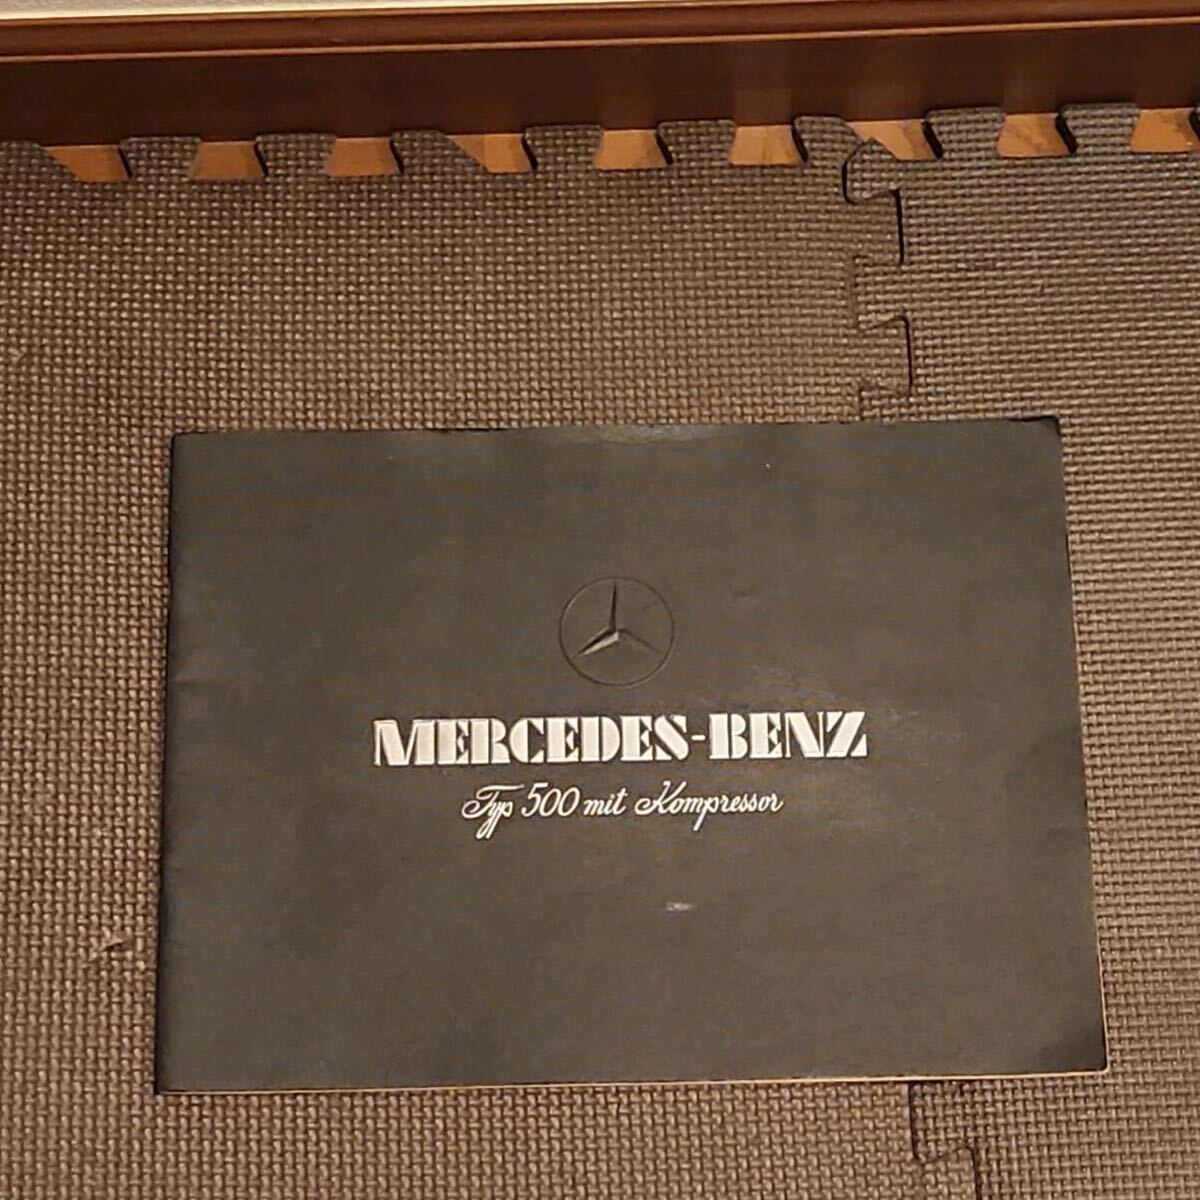 MERCEDES-BENZ
Typ 500 mit Kompressor